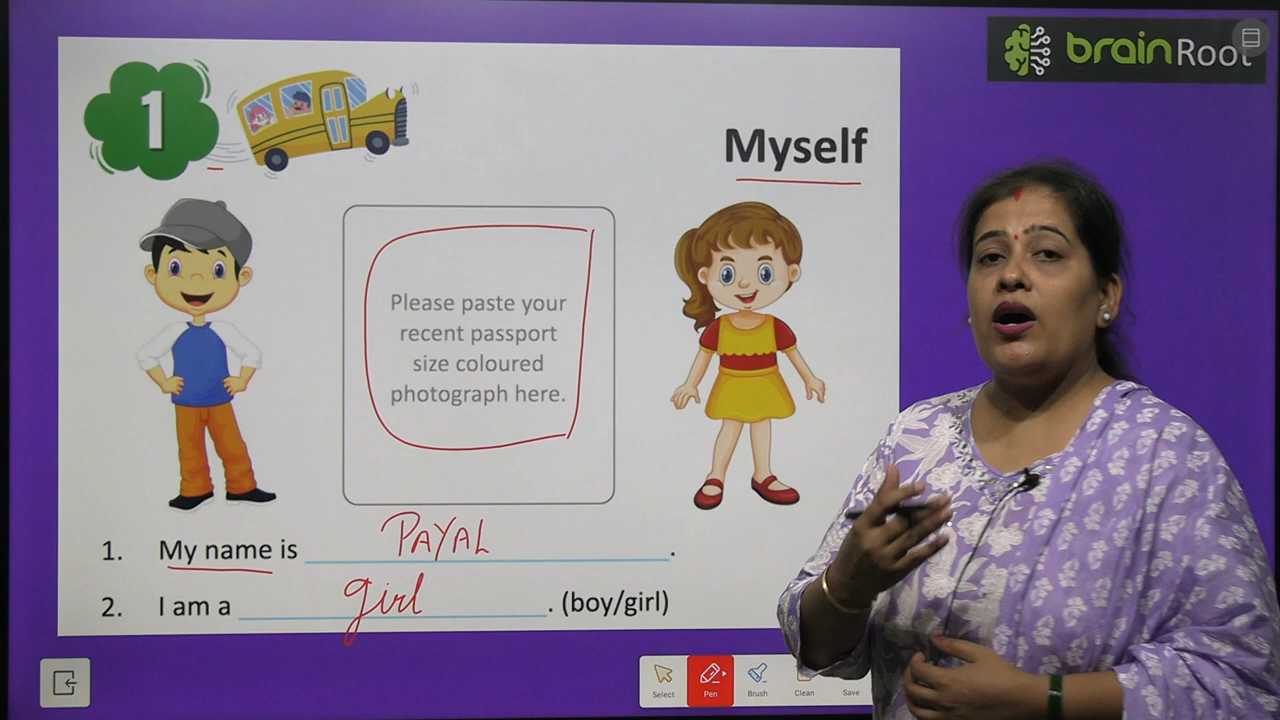 brainRoot
1
Myself
Please paste your
recent passport
size coloured
photograph here.
1. My name is PAYAL.
2. I am a girl. (boy/girl)
Select Pen Brush Clean Save